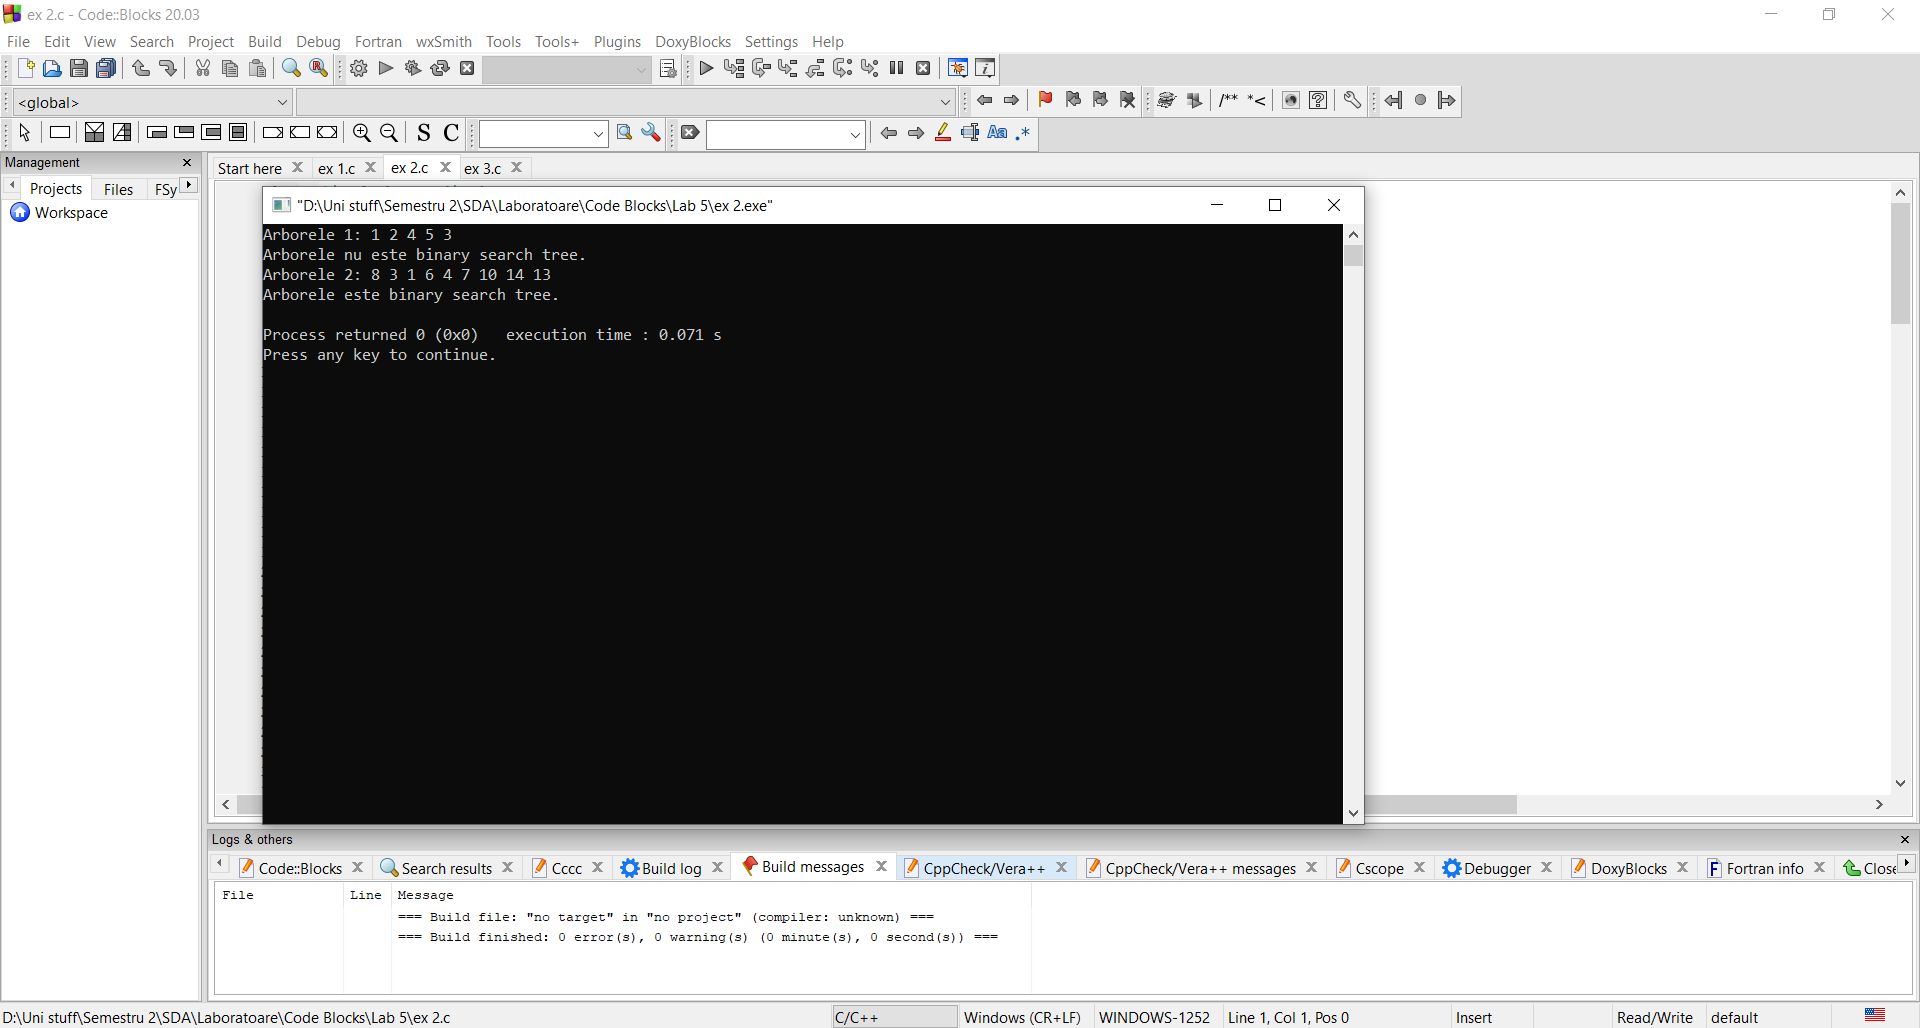 ex 2.c - Code::Blocks 20.03
File Edit View Search Project Build Debug Fortran wxSmith Tools Tools+ Plugins DoxyBlocks Settings Help
<global>
/** *<
S C
Aa .*
Management
Projects Files FSy
Workspace
Start here ex 1.c ex 2.c ex 3.c
"D:\Uni stuff\Semestru 2\SDA\Laboratoare\Code Blocks\Lab 5\ex 2.exe"
Arborele 1: 1 2 4 5 3
Arborele nu este binary search tree.
Arborele 2: 8 3 1 6 4 7 10 14 13
Arborele este binary search tree.
Process returned 0 (0x0)   execution time : 0.071 s
Press any key to continue.
Logs & others
Code::Blocks Search results Cccc Build log Build messages CppCheck/Vera++ CppCheck/Vera++ messages Cscope Debugger DoxyBlocks Fortran info Close
File Line Message
=== Build file: "no target" in "no project" (compiler: unknown) ===
=== Build finished: 0 error(s), 0 warning(s) (0 minute(s), 0 second(s)) ===
D:\Uni stuff\Semestru 2\SDA\Laboratoare\Code Blocks\Lab 5\ex 2.c C/C++ Windows (CR+LF) WINDOWS-1252 Line 1, Col 1, Pos 0 Insert Read/Write default